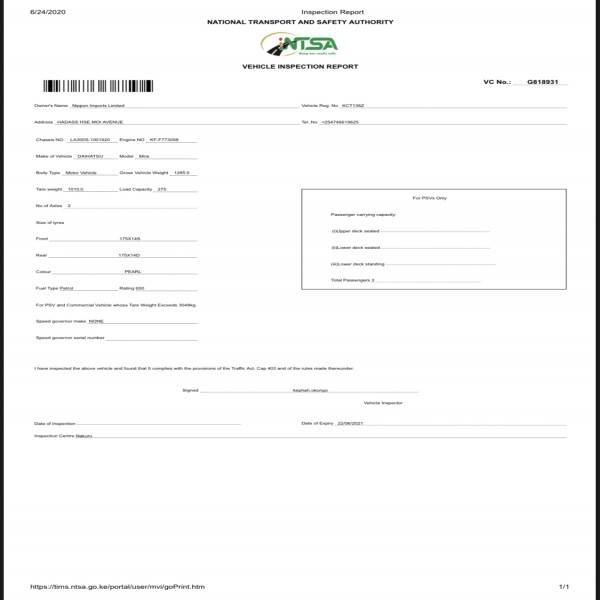 6/24/2020 Inspection Report
NATIONAL TRANSPORT AND SAFETY AUTHORITY
NTSA
VEHICLE INSPECTION REPORT
VC No.: G818931
Owner's Name Nippon Imports Limited Vehicle Reg. No KCT138Z
Address HADASS HSE MOI AVENUE Tel. No +254746619625
Chassis NO LA300S-1001920 Engine NO KF-F773098
Make of Vehicle DAIHATSU Model Mira
Body Type Motor Vehicle Gross Vehicle Weight 1285.0
Tare weight 1010.0 Load Capacity 275
No.of Axles 2
Size of tyres
Front 175X14S
Rear 175X14D
Colour PEARL
Fuel Type Petrol Rating 650
For PSV and Commercial Vehicle whose Tare Weight Exceeds 3048kg.
Speed governor make NONE
Speed governor serial number
For PSVs Only
Passenger carrying capacity:
(i)Upper deck seated
(ii)Lower deck seated
(iii)Lower deck standing
Total Passengers 3
I have inspected the above vehicle and found that it complies with the provisions of the Traffic Act, Cap 403 and of the rules made thereunder.
Signed kephah.okongo
Vehicle Inspector
Date of Inspection Date of Expiry 22/06/2021
Inspection Centre Nakuru
https://tims.ntsa.go.ke/portal/user/mvi/goPrint.htm 1/1